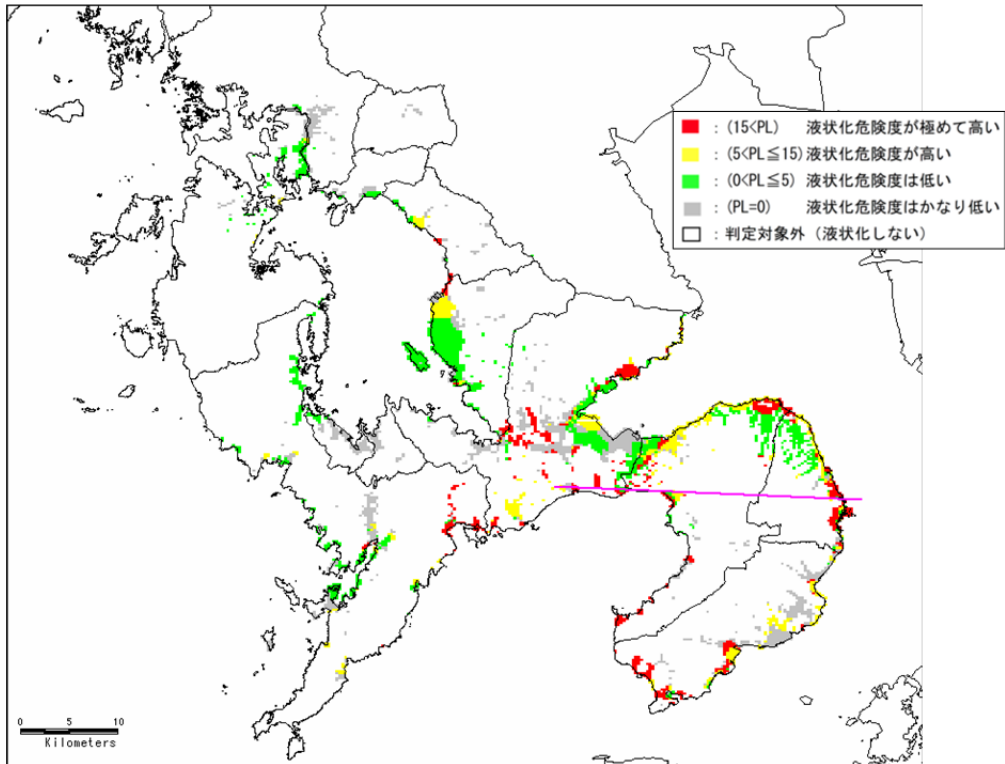 : (15<PL) 液状化危険度が極めて高い
: (5<PL≦15) 液状化危険度が高い
: (0<PL≦5) 液状化危険度は低い
: (PL=0) 液状化危険度はかなり低い
: 判定対象外 (液状化しない)
0 5 10
Kilometers